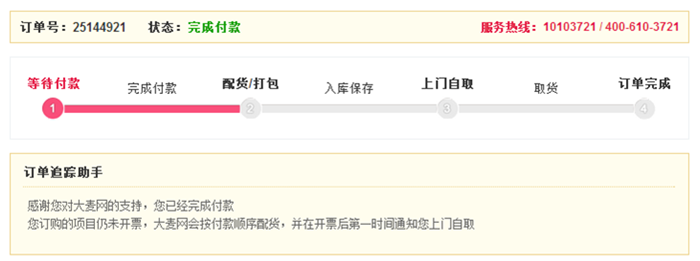 订单号：25144921 状态：完成付款 服务热线：10103721 / 400-610-3721
等待付款 完成付款 配货/打包 入库保存 上门自取 取货 订单完成
1 2 3 4
订单追踪助手
感谢您对大麦网的支持，您已经完成付款
您订购的项目仍未开票，大麦网会按付款顺序配货，并在开票后第一时间通知您上门自取